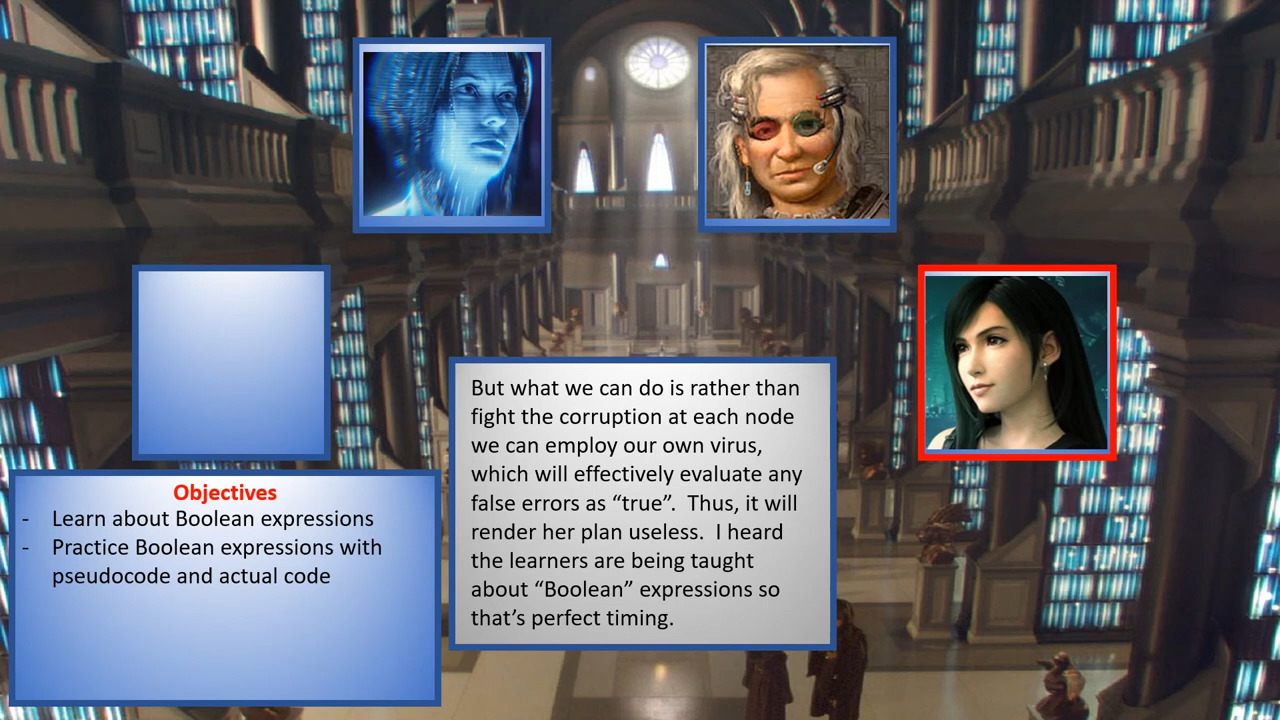 But what we can do is rather than
fight the corruption at each node
we can employ our own virus,
which will effectively evaluate any
false errors as “true”.  Thus, it will
render her plan useless.  I heard
the learners are being taught
about “Boolean” expressions so
that’s perfect timing.
Objectives
- Learn about Boolean expressions
- Practice Boolean expressions with
pseudocode and actual code